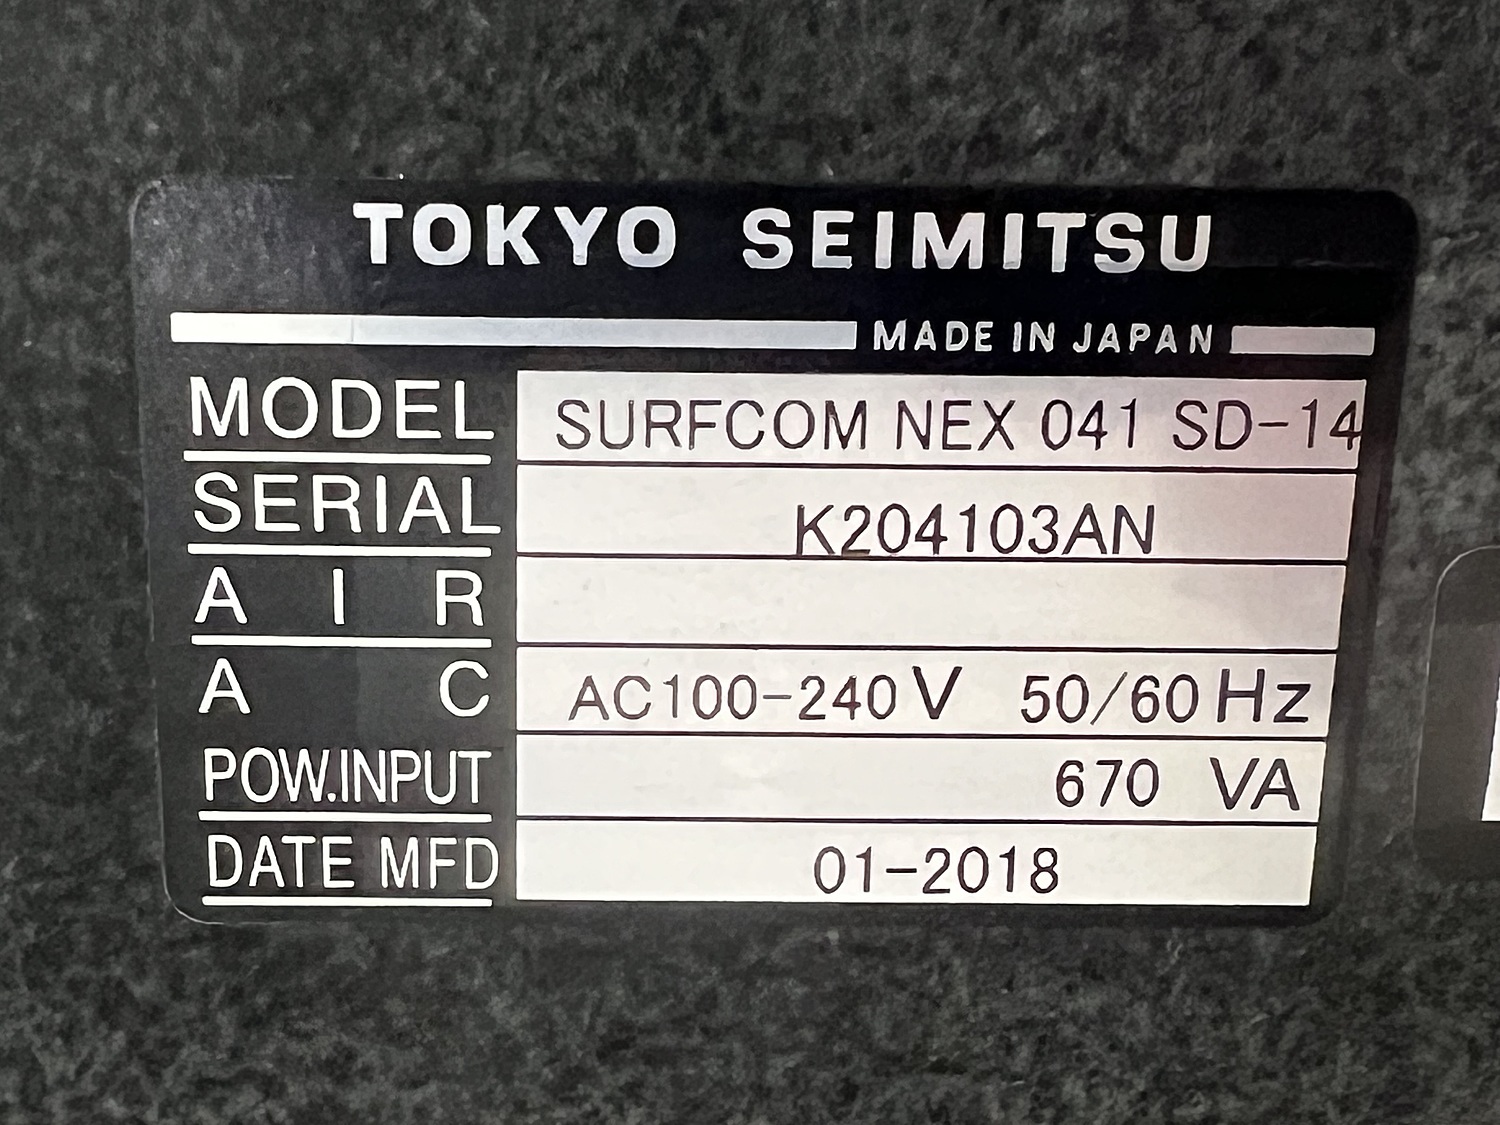 TOKYO SEIMITSU
MADE IN JAPAN
MODEL SURFCOM NEX 041 SD-14
SERIAL K204103AN
AIR
AC AC100-240V 50/60Hz
POW.INPUT 670 VA
DATE MFD 01-2018